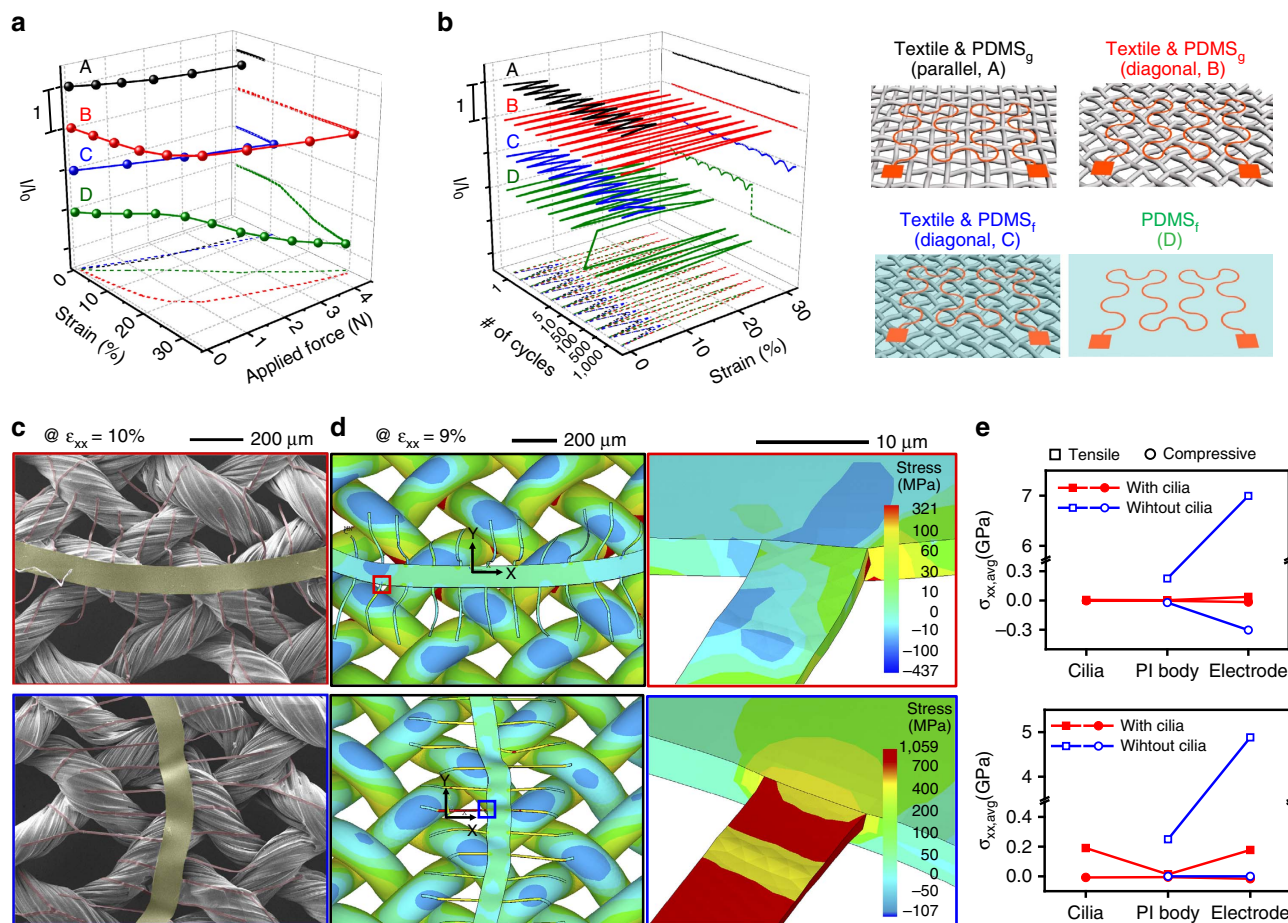 a
A
1
B
C
D
I/I₀
0
10
20
30
Strain (%)
0
1
2
3
4
Applied force (N)
b
A
1
B
C
D
I/I₀
1
5
10
50
100
500
1,000
# of cycles
0
10
20
30
Strain (%)
Textile & PDMSg
(parallel, A)
Textile & PDMSg
(diagonal, B)
Textile & PDMSf
(diagonal, C)
PDMSf
(D)
c
@ εxx = 10%
200 μm
d
@ εxx = 9%
200 μm
10 μm
Y
X
Stress
(MPa)
321
100
60
30
10
0
−10
−100
−437
Y
X
Stress
(MPa)
1,059
700
400
200
100
50
0
−50
−107
e
Tensile
Compressive
With cilia
Wihtout cilia
7
6
0.3
0.0
−0.3
σxx,avg(GPa)
Cilia
PI body
Electrode
With cilia
Wihtout cilia
5
4
0.4
0.2
0.0
σxx,avg(GPa)
Cilia
PI body
Electrode